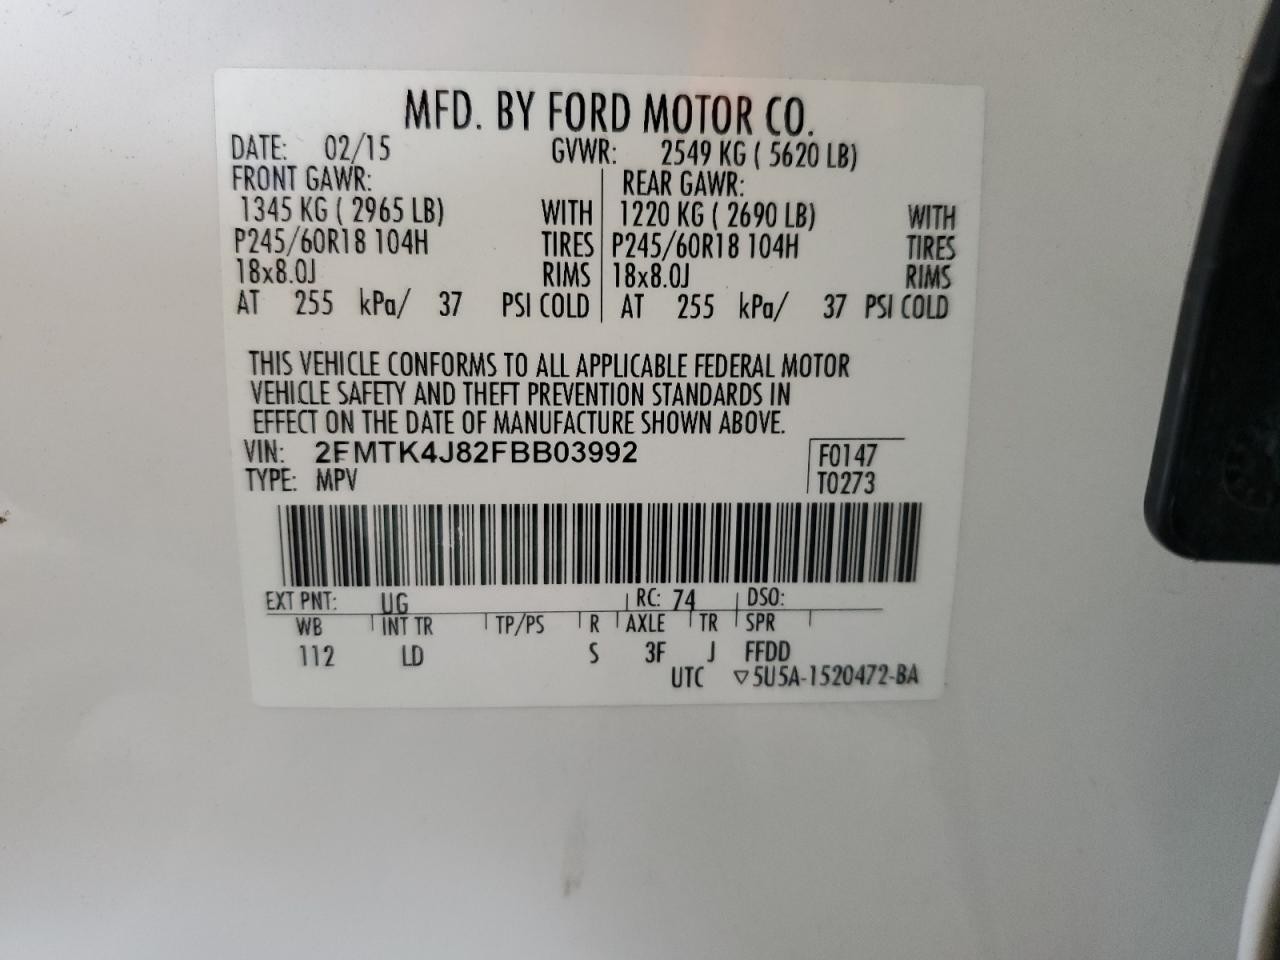 MFD. BY FORD MOTOR CO.
DATE: 02/15 GVWR: 2549 KG ( 5620 LB)
FRONT GAWR: REAR GAWR:
1345 KG ( 2965 LB) WITH 1220 KG ( 2690 LB) WITH
P245/60R18 104H TIRES P245/60R18 104H TIRES
18x8.0J RIMS 18x8.0J RIMS
AT 255 kPa/ 37 PSI COLD AT 255 kPa/ 37 PSI COLD
THIS VEHICLE CONFORMS TO ALL APPLICABLE FEDERAL MOTOR
VEHICLE SAFETY AND THEFT PREVENTION STANDARDS IN
EFFECT ON THE DATE OF MANUFACTURE SHOWN ABOVE.
VIN: 2FMTK4J82FBB03992 F0147
TYPE: MPV T0273
EXT PNT: UG RC: 74 DSO:
WB INT TR TP/PS R AXLE TR SPR
112 LD S 3F J FFDD
UTC ▽5U5A-1520472-BA